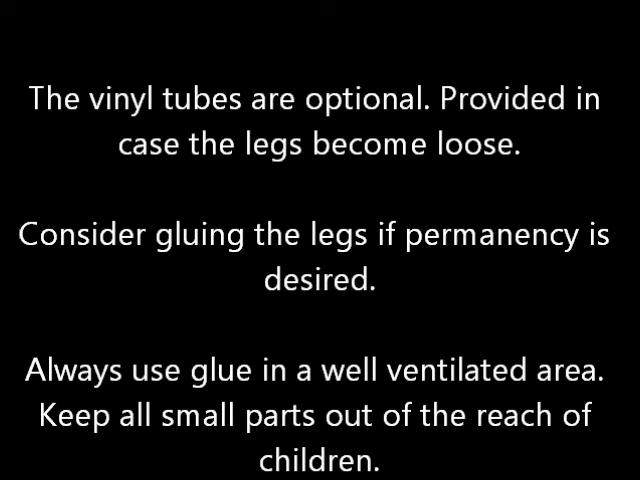 The vinyl tubes are optional. Provided in
case the legs become loose.
Consider gluing the legs if permanency is
desired.
Always use glue in a well ventilated area.
Keep all small parts out of the reach of
children.